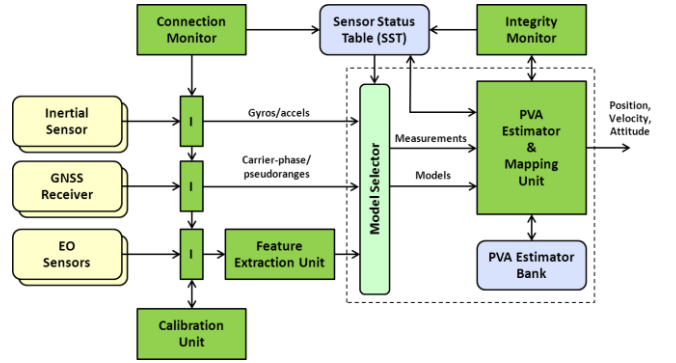 Connection
Monitor
Sensor Status
Table (SST)
Integrity
Monitor
Inertial
Sensor
I
Gyros/accels
GNSS
Receiver
I
Carrier-phase/
pseudoranges
EO
Sensors
I
Feature
Extraction Unit
Calibration
Unit
Model Selector
Measurements
Models
PVA
Estimator
&
Mapping
Unit
Position,
Velocity,
Attitude
PVA Estimator
Bank